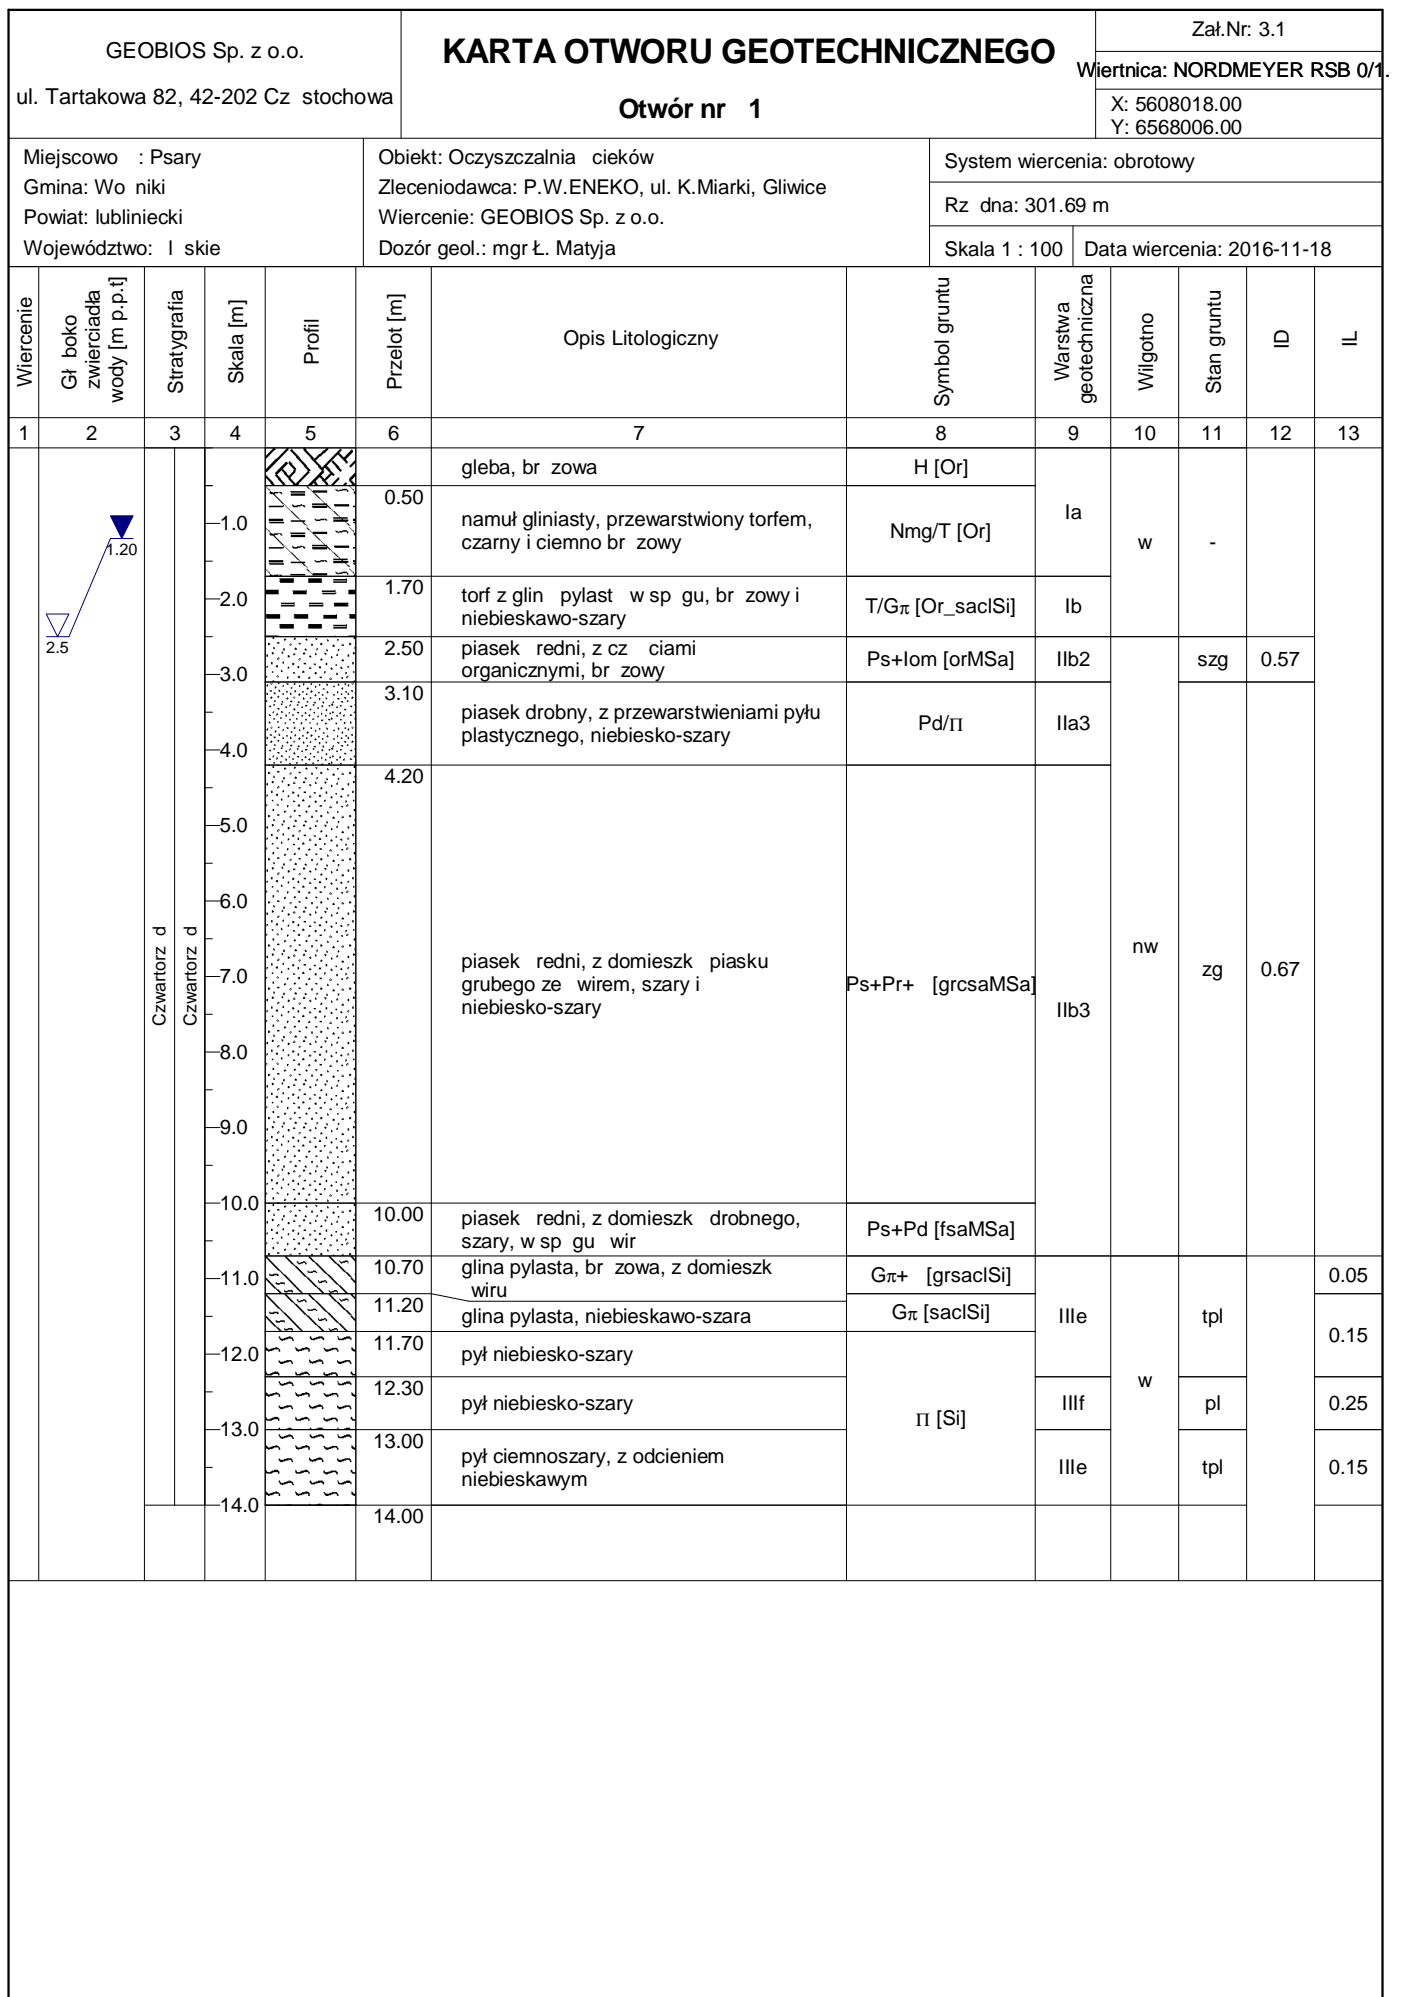 GEOBIOS Sp. z o.o.
ul. Tartakowa 82, 42-202 Cz stochowa
KARTA OTWORU GEOTECHNICZNEGO
Otwór nr 1
Zał.Nr: 3.1
Wiertnica: NORDMEYER RSB 0/1.
X: 5608018.00
Y: 6568006.00
Miejscowo : Psary
Gmina: Wo niki
Powiat: lubliniecki
Województwo: l skie
Obiekt: Oczyszczalnia cieków
Zleceniodawca: P.W.ENEKO, ul. K.Miarki, Gliwice
Wiercenie: GEOBIOS Sp. z o.o.
Dozór geol.: mgr Ł. Matyja
System wiercenia: obrotowy
Rz dna: 301.69 m
Skala 1 : 100
Data wiercenia: 2016-11-18
Wiercenie
Gł boko
zwierciadła
wody [m p.p.t]
Stratygrafia
Skala [m]
Profil
Przelot [m]
Opis Litologiczny
Symbol gruntu
Warstwa
geotechniczna
Wilgotno
Stan gruntu
ID
IL
1 2 3 4 5 6 7 8 9 10 11 12 13
gleba, br zowa
H [Or]
0.50
namuł gliniasty, przewarstwiony torfem,
czarny i ciemno br zowy
Nmg/T [Or]
Ia
w
-
1.0
1.20
1.70
torf z glin pylast w sp gu, br zowy i
niebieskawo-szary
T/Gπ [Or_saclSi]
Ib
2.0
2.5
2.50
piasek redni, z cz ciami
organicznymi, br zowy
Ps+Iom [orMSa]
IIb2
szg
0.57
3.0
3.10
piasek drobny, z przewarstwieniami pyłu
plastycznego, niebiesko-szary
Pd/Π
IIa3
4.0
4.20
5.0
6.0
Czwartorz d
Czwartorz d
7.0
piasek redni, z domieszk piasku
grubego ze wirem, szary i
niebiesko-szary
Ps+Pr+ [grcsaMSa]
IIb3
nw
zg
0.67
8.0
9.0
10.0
10.00
piasek redni, z domieszk drobnego,
szary, w sp gu wir
Ps+Pd [fsaMSa]
10.70
glina pylasta, br zowa, z domieszk
wiru
Gπ+ [grsaclSi]
0.05
11.0
11.20
glina pylasta, niebieskawo-szara
Gπ [saclSi]
IIIe
tpl
0.15
11.70
pył niebiesko-szary
12.0
12.30
pył niebiesko-szary
Π [Si]
IIIf
w
pl
0.25
13.0
13.00
pył ciemnoszary, z odcieniem
niebieskawym
IIIe
tpl
0.15
14.0
14.00